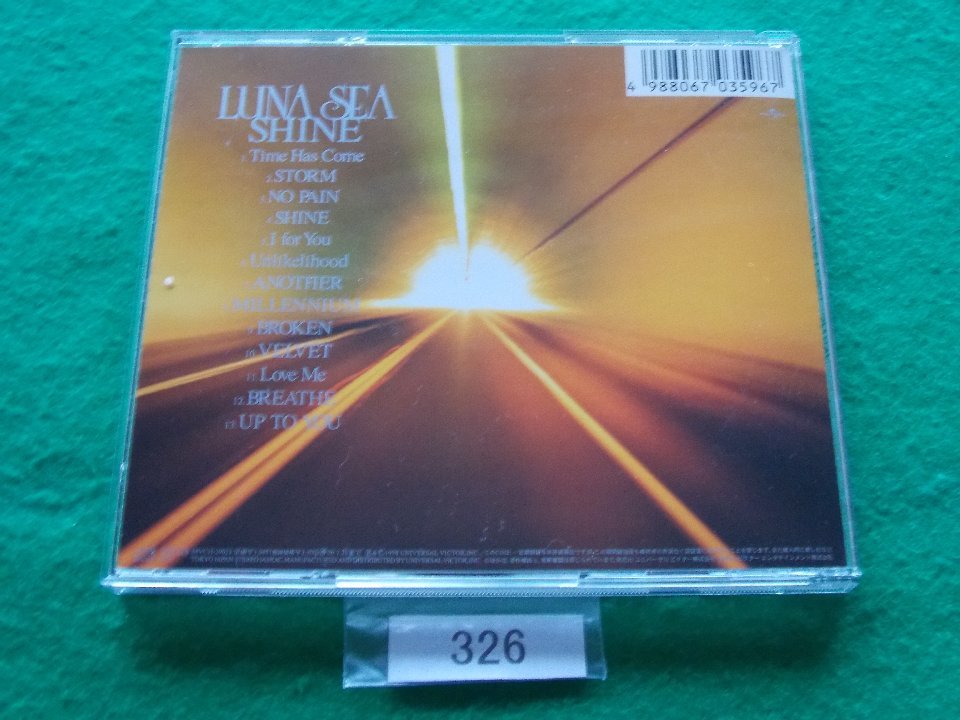 4 988067 035967
LUNA SEA
SHINE
1. Time Has Come
2. STORM
3. NO PAIN
4. SHINE
5. I for You
6. Unlikelihood
7. ANOTHER
8. MILLENNIUM
9. BROKEN
10. VELVET
11. Love Me
12. BREATHE
13. UP TO YOU
326